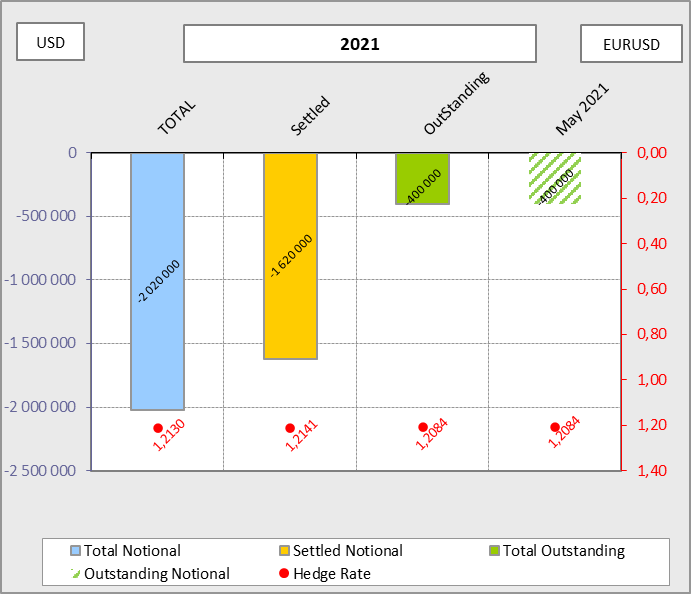 USD
2021
EURUSD
TOTAL
Settled
OutStanding
May 2021
0
-500 000
-1 000 000
-1 500 000
-2 000 000
-2 500 000
0,00
0,20
0,40
0,60
0,80
1,00
1,20
1,40
-2 020 000
-1 620 000
-400 000
-400 000
1,2130
1,2141
1,2084
1,2084
Total Notional
Settled Notional
Total Outstanding
Outstanding Notional
Hedge Rate